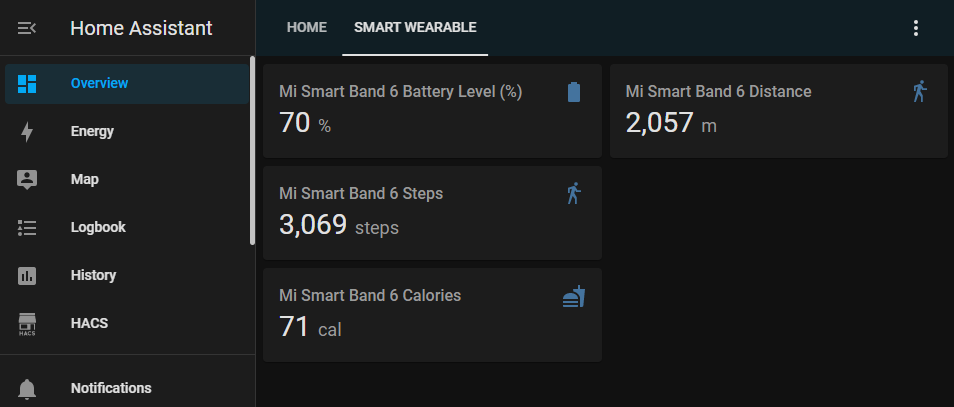 Home Assistant
Overview
Energy
Map
Logbook
History
HACS
HACS
Notifications
HOME SMART WEARABLE
Mi Smart Band 6 Battery Level (%)
70 %
Mi Smart Band 6 Distance
2,057 m
Mi Smart Band 6 Steps
3,069 steps
Mi Smart Band 6 Calories
71 cal